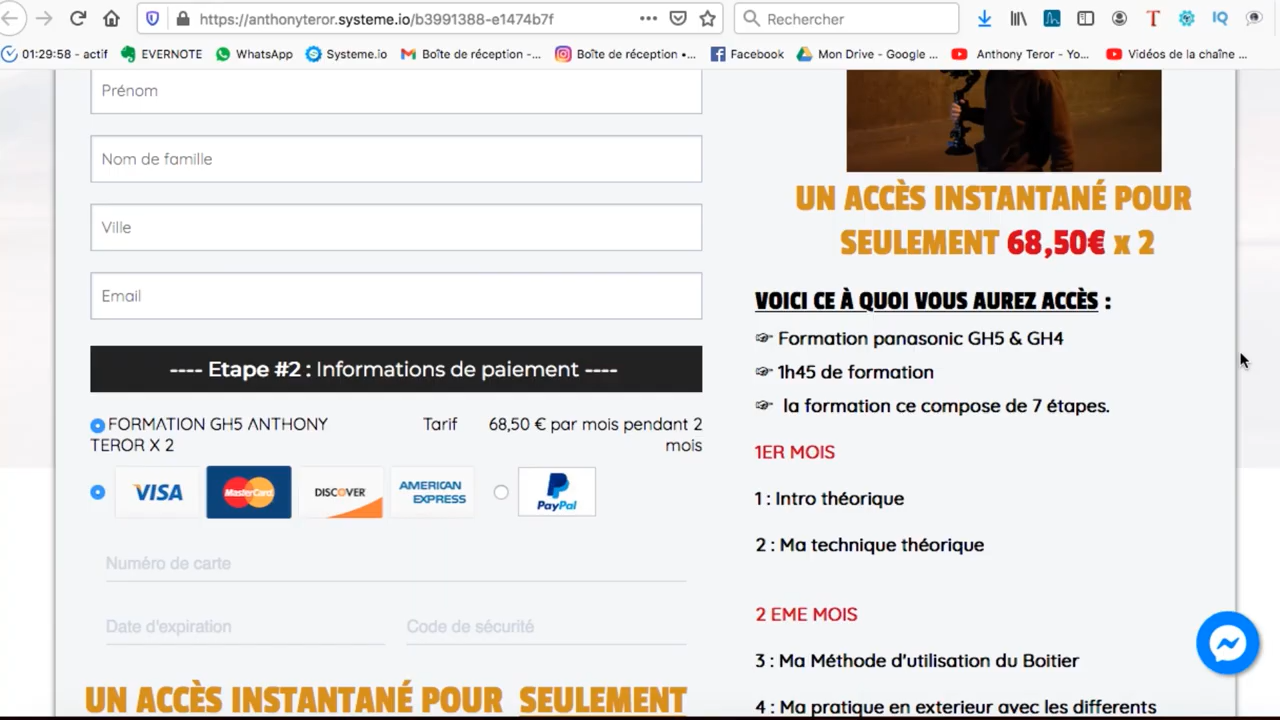 https://anthonyteror.systeme.io/b3991388-e1474b7f
Rechercher
01:29:58 - actif
EVERNOTE
WhatsApp
Systeme.io
Boîte de réception -...
Boîte de réception •...
Facebook
Mon Drive - Google ...
Anthony Teror - Yo...
Vidéos de la chaîne ...
Prénom
Nom de famille
Ville
Email
---- Etape #2 : Informations de paiement ----
FORMATION GH5 ANTHONY
TEROR X 2
Tarif
68,50 € par mois pendant 2
mois
VISA
MasterCard
DISCOVER
AMERICAN
EXPRESS
PayPal
Numéro de carte
Date d'expiration
Code de sécurité
UN ACCÈS INSTANTANÉ POUR SEULEMENT
UN ACCÈS INSTANTANÉ POUR
SEULEMENT 68,50€ x 2
VOICI CE À QUOI VOUS AUREZ ACCÈS :
☞ Formation panasonic GH5 & GH4
☞ 1h45 de formation
☞ la formation ce compose de 7 étapes.
1ER MOIS
1 : Intro théorique
2 : Ma technique théorique
2 EME MOIS
3 : Ma Méthode d'utilisation du Boitier
4 : Ma pratique en exterieur avec les differents